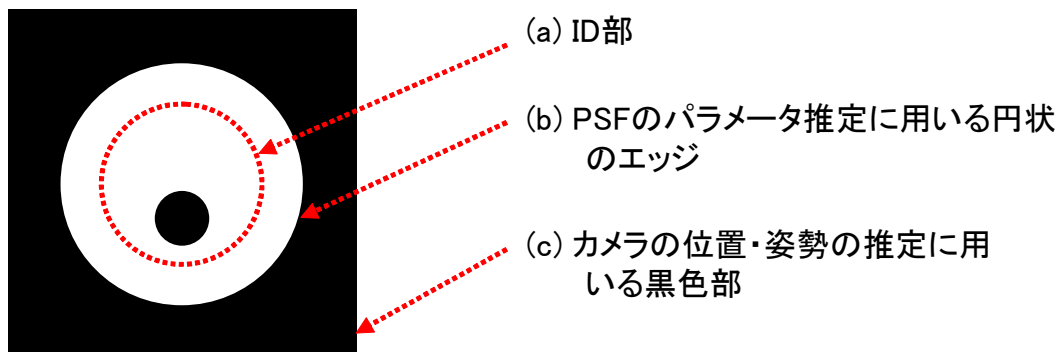 (a) ID部
(b) PSFのパラメータ推定に用いる円状
のエッジ
(c) カメラの位置・姿勢の推定に用
いる黒色部